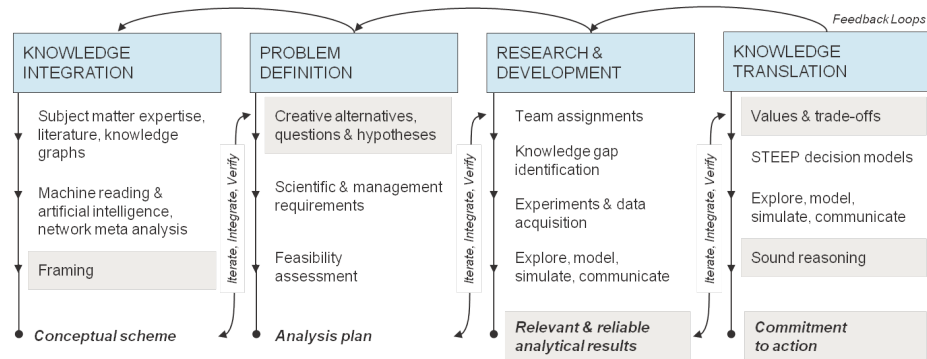 Feedback Loops
KNOWLEDGE
INTEGRATION
Subject matter expertise,
literature, knowledge
graphs
Machine reading &
artificial intelligence,
network meta analysis
Framing
Conceptual scheme
Iterate, Integrate, Verify
PROBLEM
DEFINITION
Creative alternatives,
questions & hypotheses
Scientific & management
requirements
Feasibility
assessment
Analysis plan
Iterate, Integrate, Verify
RESEARCH &
DEVELOPMENT
Team assignments
Knowledge gap
identification
Experiments & data
acquisition
Explore, model,
simulate, communicate
Relevant & reliable
analytical results
Iterate, Integrate, Verify
KNOWLEDGE
TRANSLATION
Values & trade-offs
STEEP decision models
Explore, model,
simulate, communicate
Sound reasoning
Commitment
to action